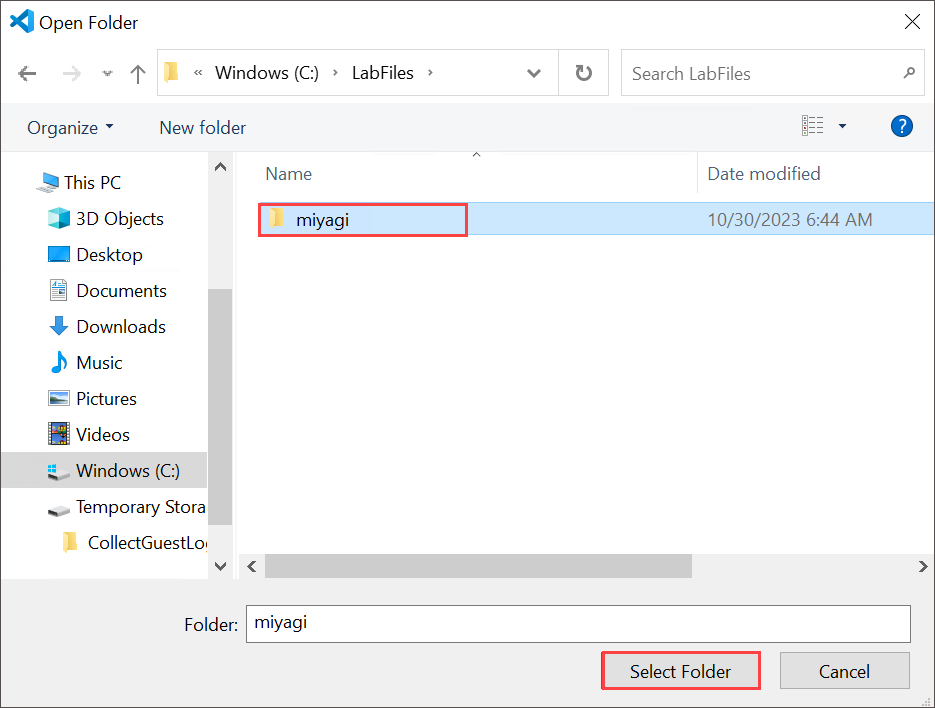 Open Folder
« Windows (C:) › LabFiles ›
Search LabFiles
Organize
New folder
?
Name
Date modified
This PC
3D Objects
Desktop
Documents
Downloads
Music
Pictures
Videos
Windows (C:)
Temporary Stora
CollectGuestLo
miyagi
10/30/2023 6:44 AM
Folder:
miyagi
Select Folder
Cancel